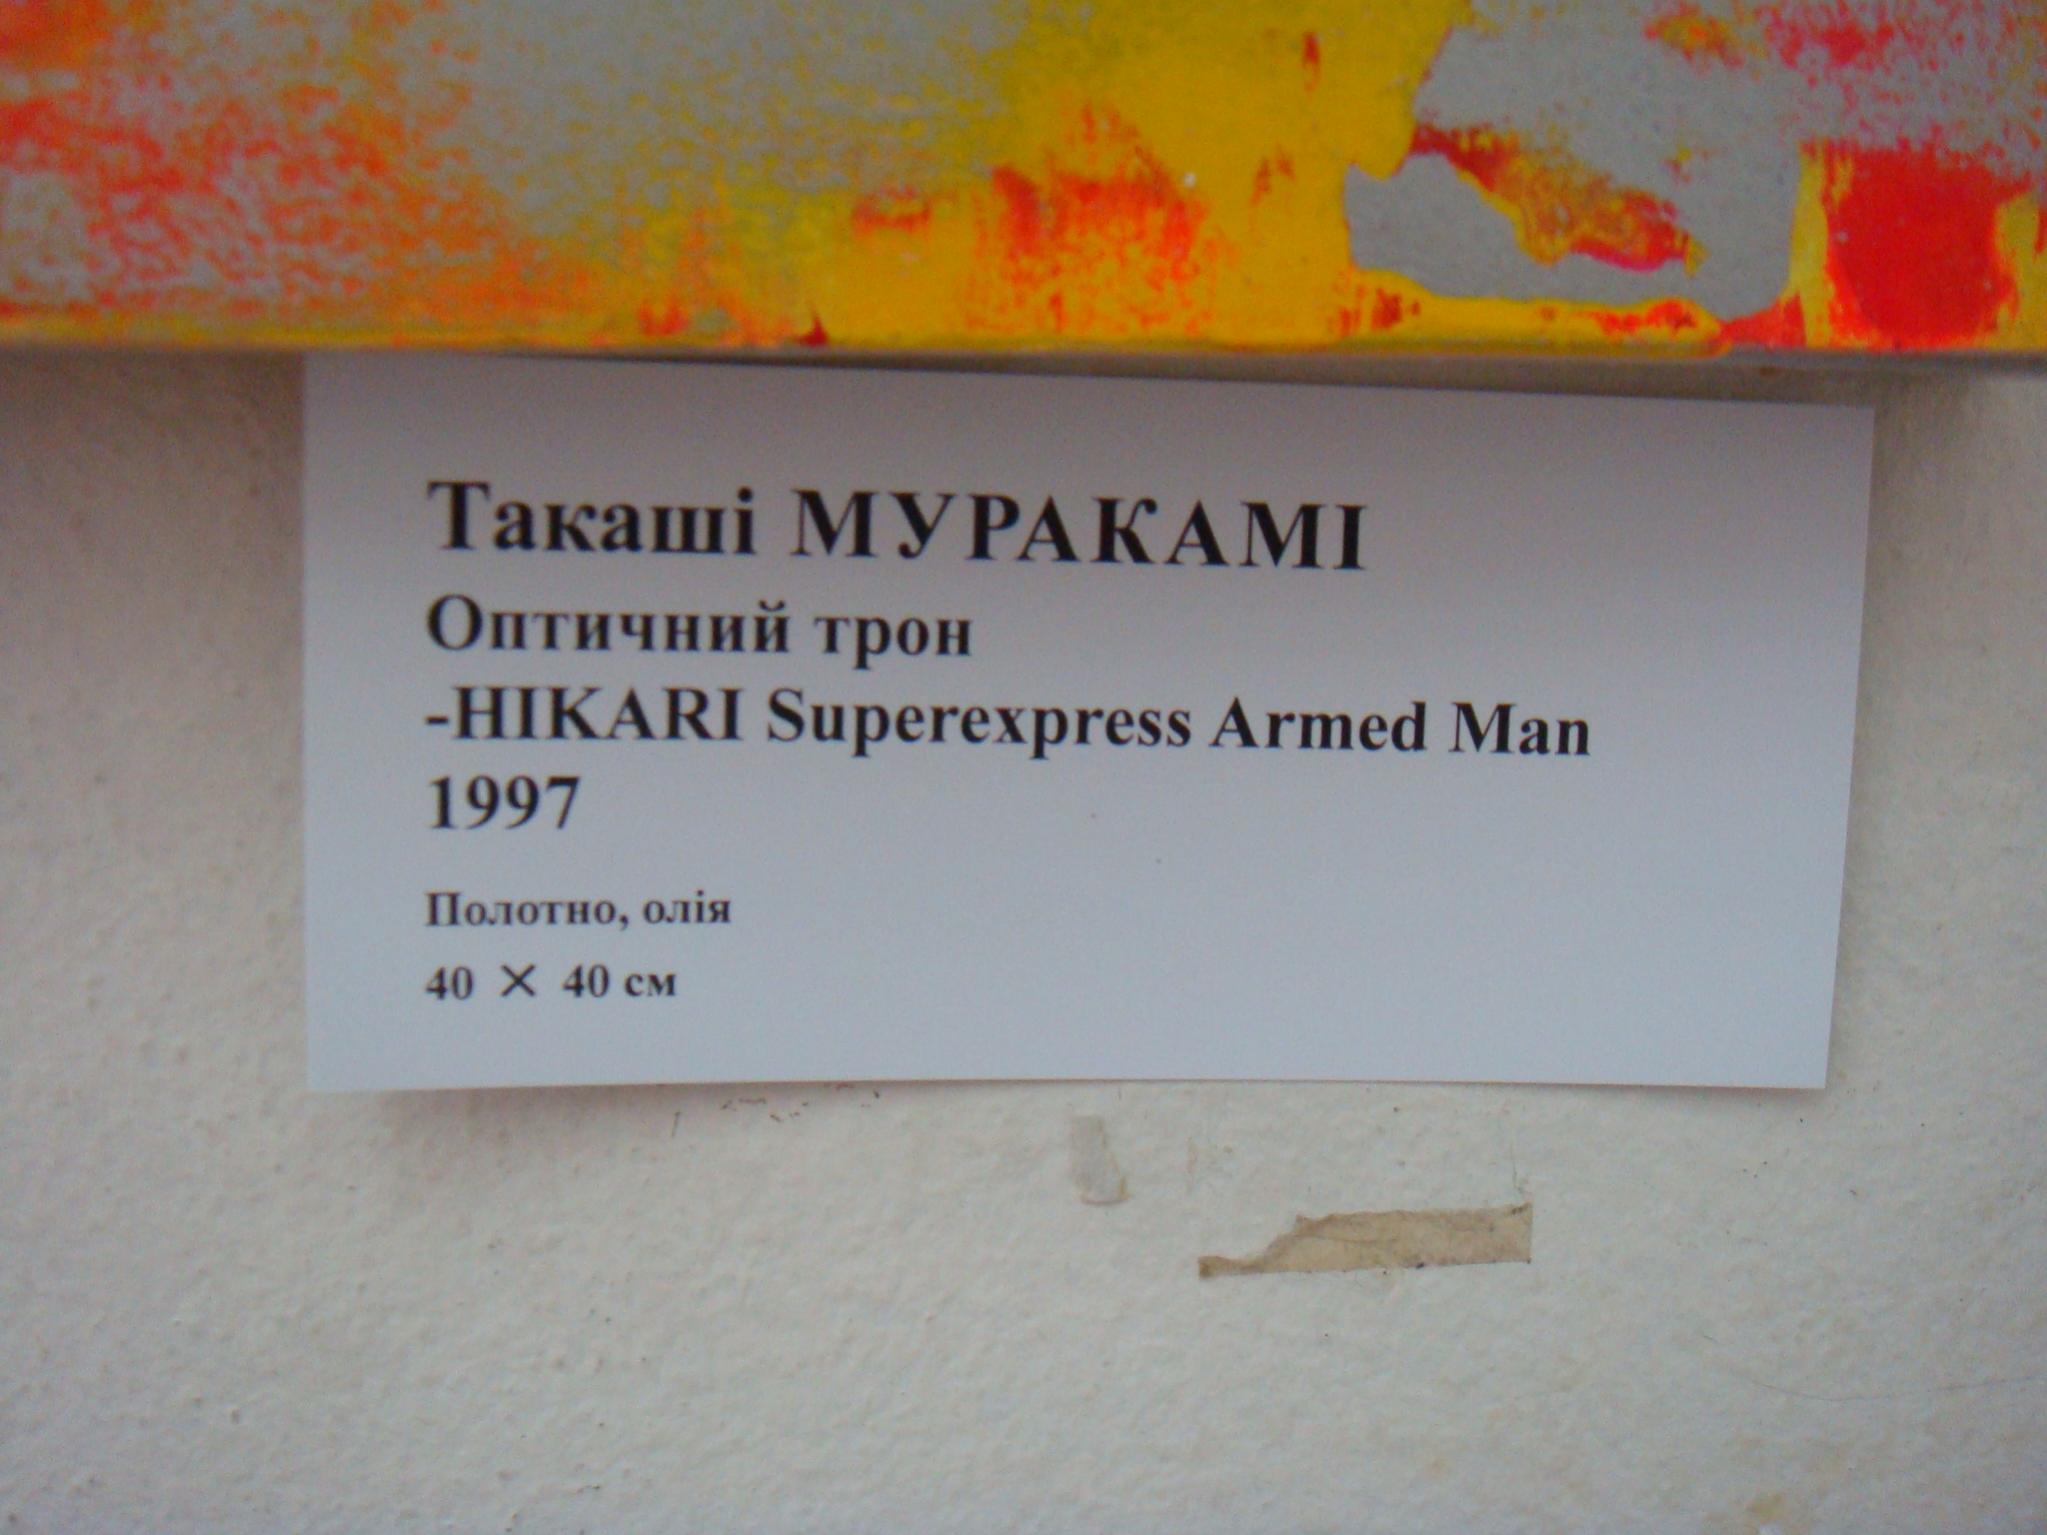 Такаші МУРАКАМІ
Оптичний трон
-HIKARI Superexpress Armed Man
1997
Полотно, олія
40 × 40 см